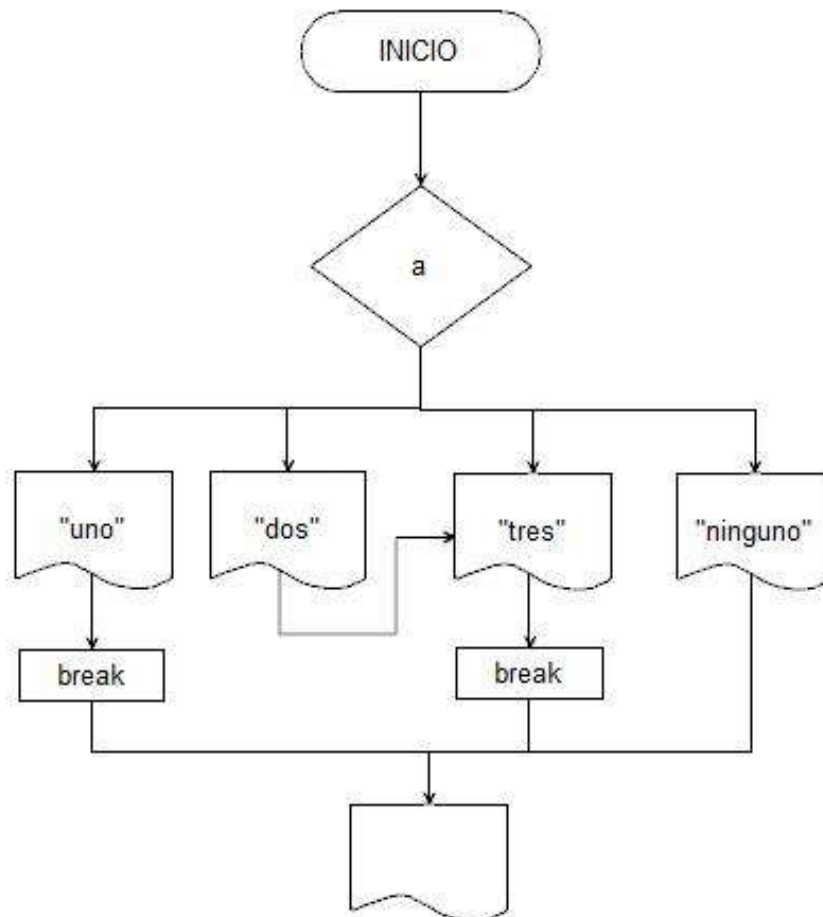 INICIO
a
"uno"
"dos"
"tres"
"ninguno"
break
break